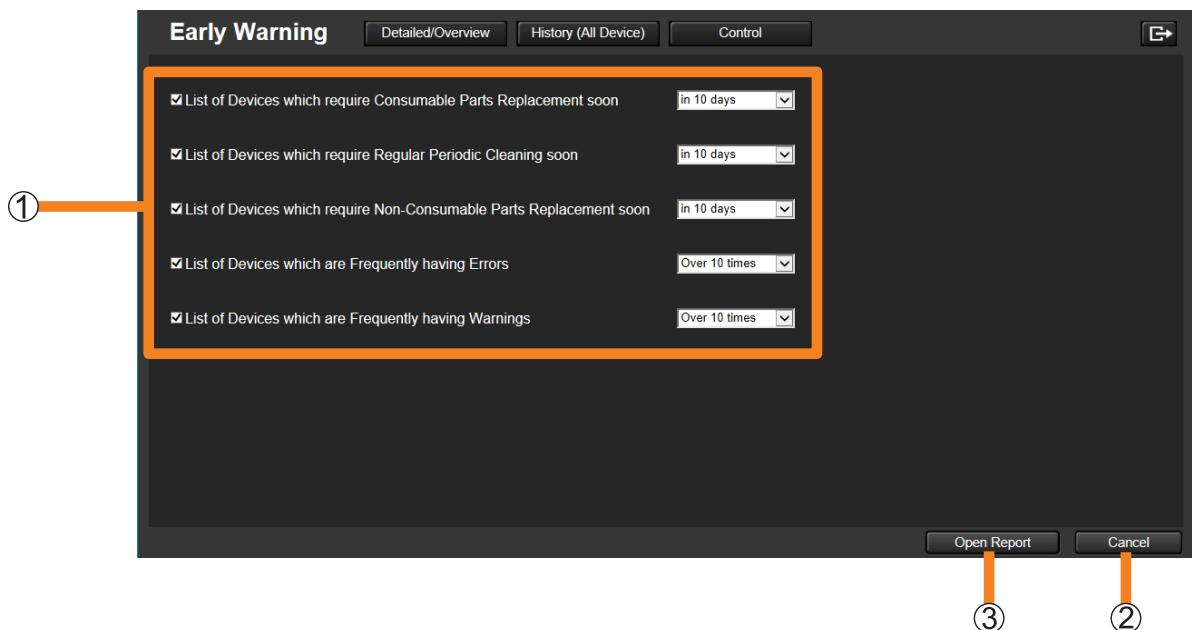 Early Warning Detailed/Overview History (All Device) Control
List of Devices which require Consumable Parts Replacement soon in 10 days
List of Devices which require Regular Periodic Cleaning soon in 10 days
① List of Devices which require Non-Consumable Parts Replacement soon in 10 days
List of Devices which are Frequently having Errors Over 10 times
List of Devices which are Frequently having Warnings Over 10 times
Open Report Cancel
③ ②